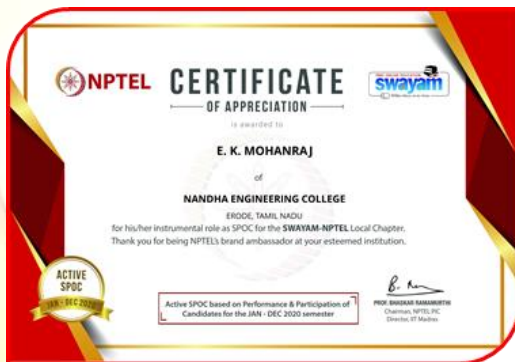 NPTEL
CERTIFICATE
OF APPRECIATION
swayam
is awarded to
E. K. MOHANRAJ
of
NANDHA ENGINEERING COLLEGE
ERODE, TAMIL NADU
for his/her instrumental role as SPOC for the SWAYAM-NPTEL Local Chapter.
Thank you for being NPTEL's brand ambassador at your esteemed institution.
ACTIVE
SPOC
JAN - DEC 2020
Active SPOC based on Performance & Participation of
Candidates for the JAN - DEC 2020 semester
PROF. BHASKAR RAMAMURTHI
Chairman, NPTEL PIC
Director, IIT Madras